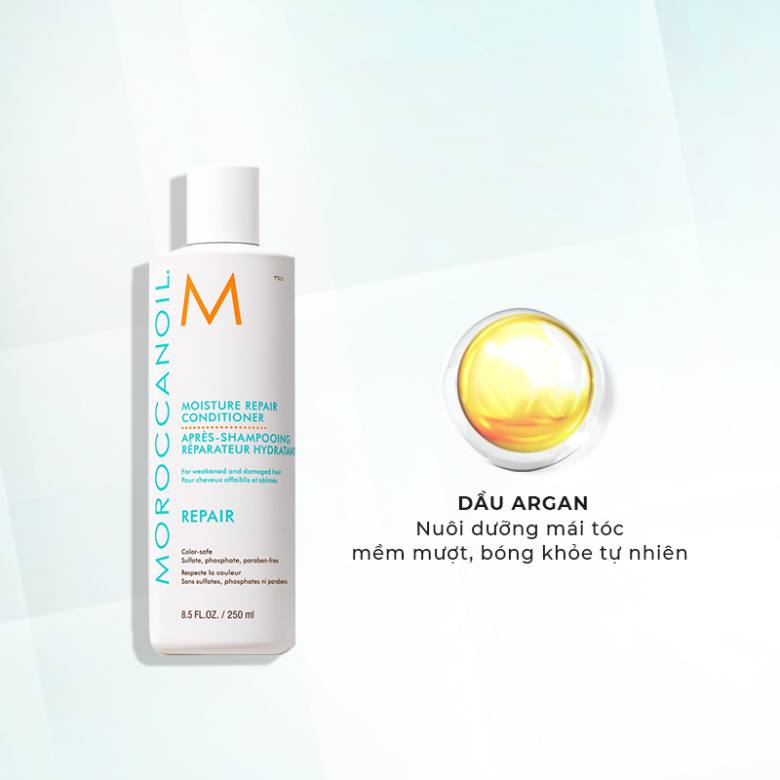 MOROCCANOIL.
M
MOISTURE REPAIR
CONDITIONER
APRÈS-SHAMPOOING
RÉPARATEUR HYDRATANT
For weakened and damaged hair
Pour cheveux affaiblis et abîmés
REPAIR
Color-safe
Sulfate, phosphate, paraben-free
Respecte la couleur
Sans sulfates, phosphates ni parabens
8.5 FL.OZ. / 250 ml
DẦU ARGAN
Nuôi dưỡng mái tóc
mềm mượt, bóng khỏe tự nhiên